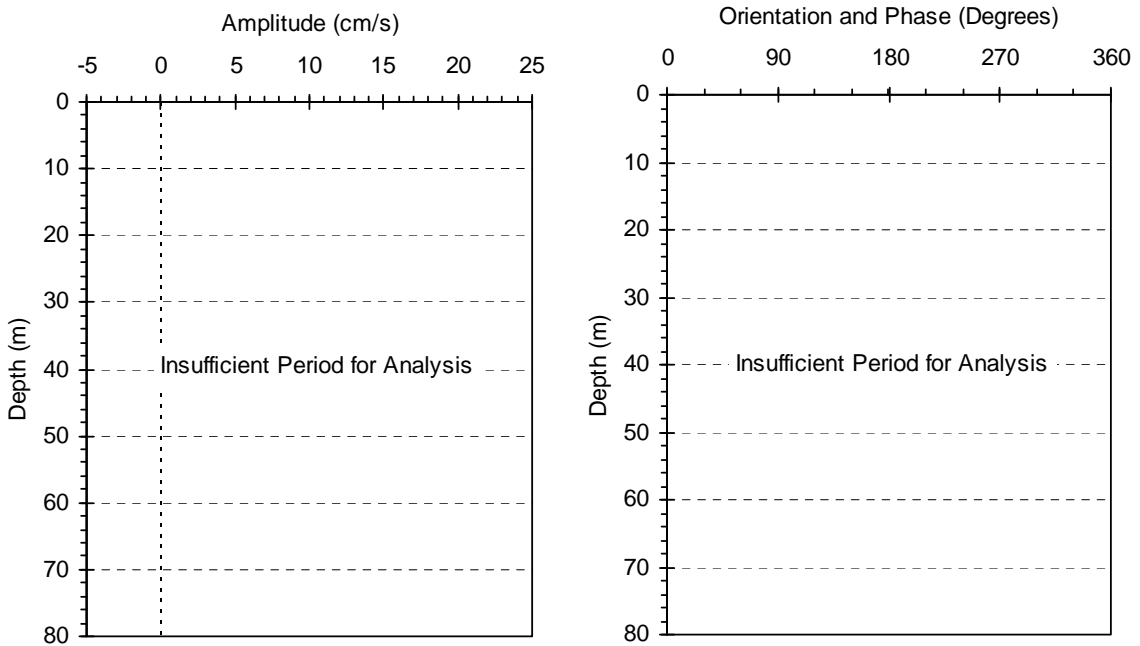 Amplitude (cm/s)
-5 0 5 10 15 20 25
0
10
20
30
40
50
60
70
80
Depth (m)
Insufficient Period for Analysis
Orientation and Phase (Degrees)
0 90 180 270 360
0
10
20
30
40
50
60
70
80
Depth (m)
Insufficient Period for Analysis